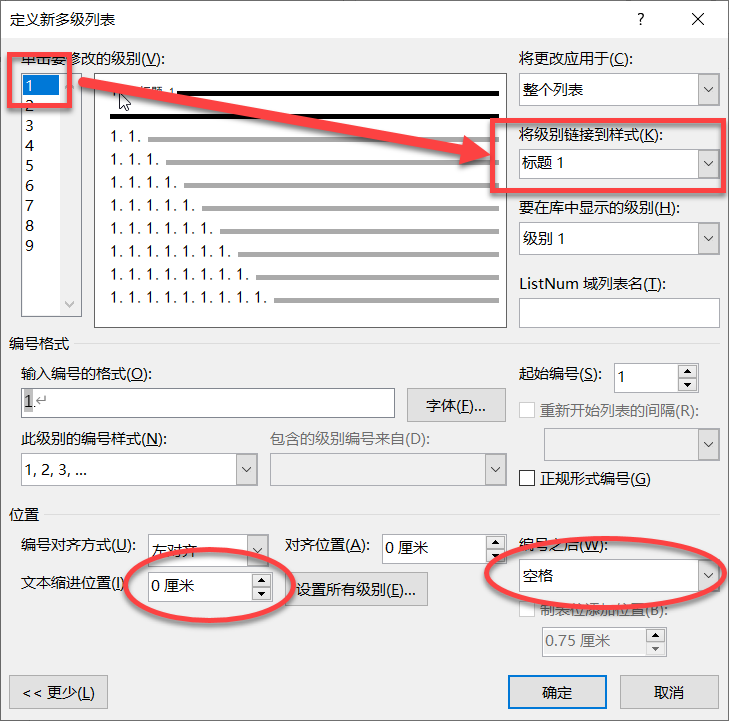 定义新多级列表
单击要修改的级别(V):
将更改应用于(C):
1
2
3
4
5
6
7
8
9
1. 标题 1
1. 1.
1. 1. 1.
1. 1. 1. 1.
1. 1. 1. 1. 1.
1. 1. 1. 1. 1. 1.
1. 1. 1. 1. 1. 1. 1.
1. 1. 1. 1. 1. 1. 1. 1.
1. 1. 1. 1. 1. 1. 1. 1. 1.
整个列表
将级别链接到样式(K):
标题 1
要在库中显示的级别(H):
级别 1
ListNum 域列表名(T):
编号格式
输入编号的格式(O):
1.
字体(F)...
起始编号(S):
1
重新开始列表的间隔(R):
此级别的编号样式(N):
包含的级别编号来自(D):
1, 2, 3, ...
正规形式编号(G)
位置
编号对齐方式(U):
左对齐
对齐位置(A):
0 厘米
编号之后(W):
空格
文本缩进位置(I)
0 厘米
设置所有级别(E)...
制表位添加位置(B):
0.75 厘米
<< 更少(L)
确定
取消